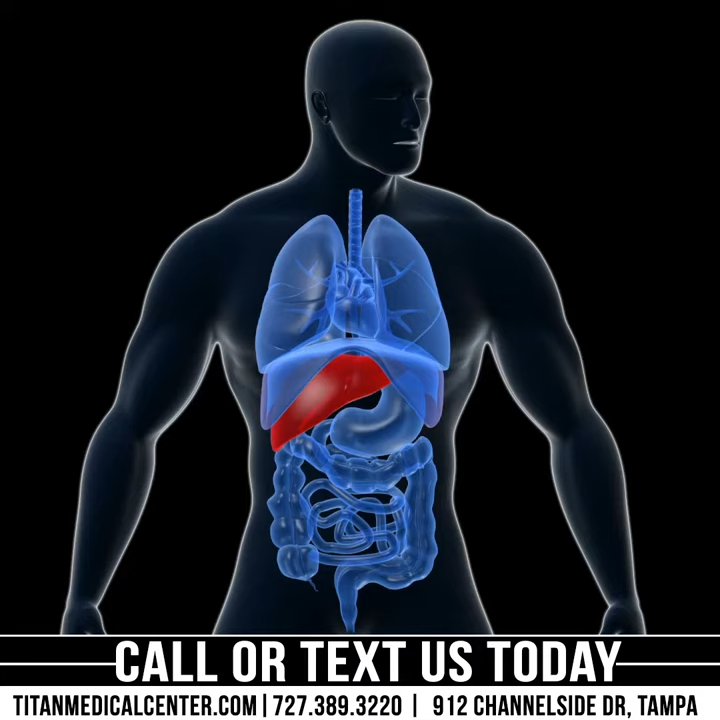 CALL OR TEXT US TODAY
TITANMEDICALCENTER.COM | 727.389.3220 | 912 CHANNELSIDE DR, TAMPA